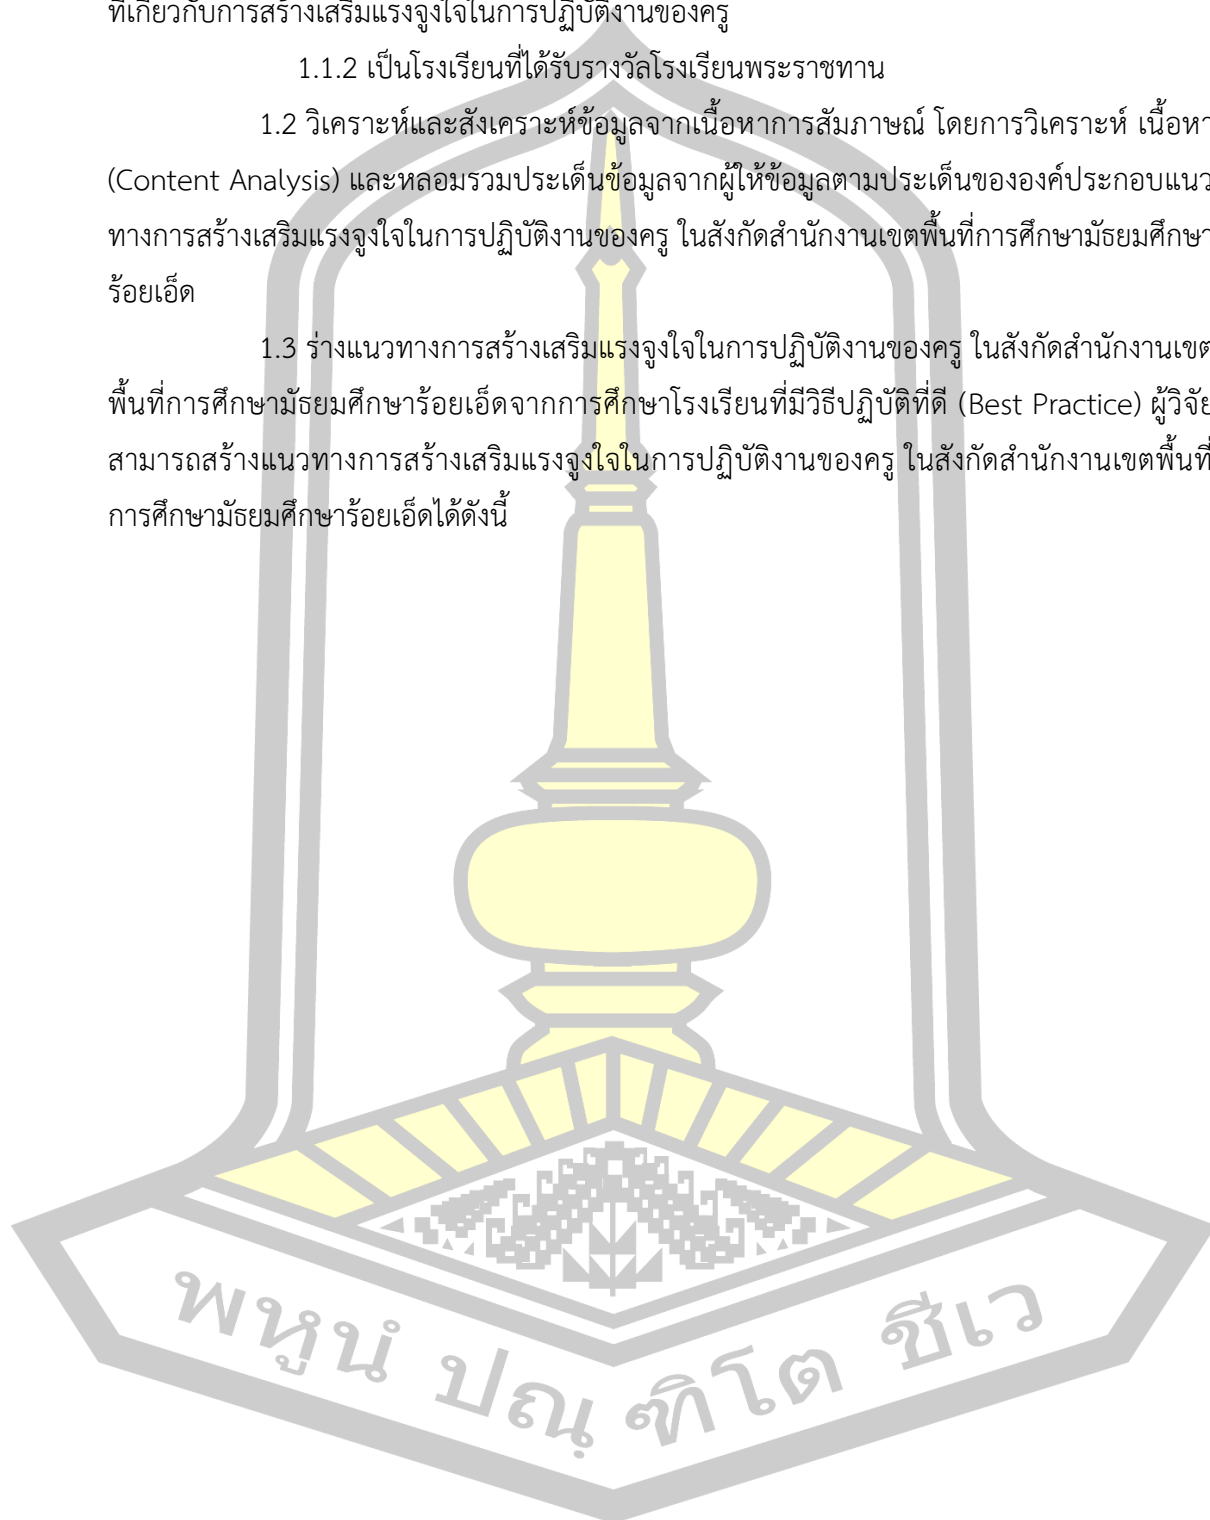 ที่เกี่ยวกับการสร้างเสริมแรงจูงใจในการปฏิบัติงานของครู
1.1.2 เป็นโรงเรียนที่ได้รับรางวัลโรงเรียนพระราชทาน
1.2 วิเคราะห์และสังเคราะห์ข้อมูลจากเนื้อหาการสัมภาษณ์ โดยการวิเคราะห์ เนื้อหา
(Content Analysis) และหลอมรวมประเด็นข้อมูลจากผู้ให้ข้อมูลตามประเด็นขององค์ประกอบแนว
ทางการสร้างเสริมแรงจูงใจในการปฏิบัติงานของครู ในสังกัดสำนักงานเขตพื้นที่การศึกษามัธยมศึกษา
ร้อยเอ็ด
1.3 ร่างแนวทางการสร้างเสริมแรงจูงใจในการปฏิบัติงานของครู ในสังกัดสำนักงานเขต
พื้นที่การศึกษามัธยมศึกษาร้อยเอ็ดจากการศึกษาโรงเรียนที่มีวิธีปฏิบัติที่ดี (Best Practice) ผู้วิจัย
สามารถสร้างแนวทางการสร้างเสริมแรงจูงใจในการปฏิบัติงานของครู ในสังกัดสำนักงานเขตพื้นที่
การศึกษามัธยมศึกษาร้อยเอ็ดได้ดังนี้
พหูนํ ปณฺฑิโต ชีเว